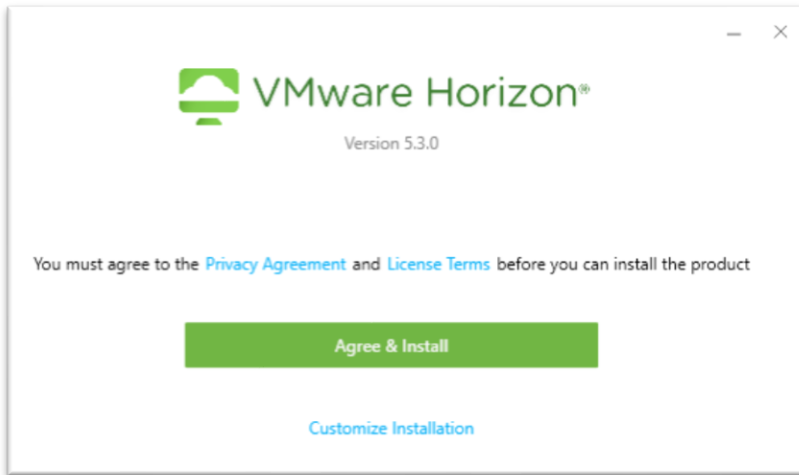 VMware Horizon®
Version 5.3.0
You must agree to the Privacy Agreement and License Terms before you can install the product
Agree & Install
Customize Installation